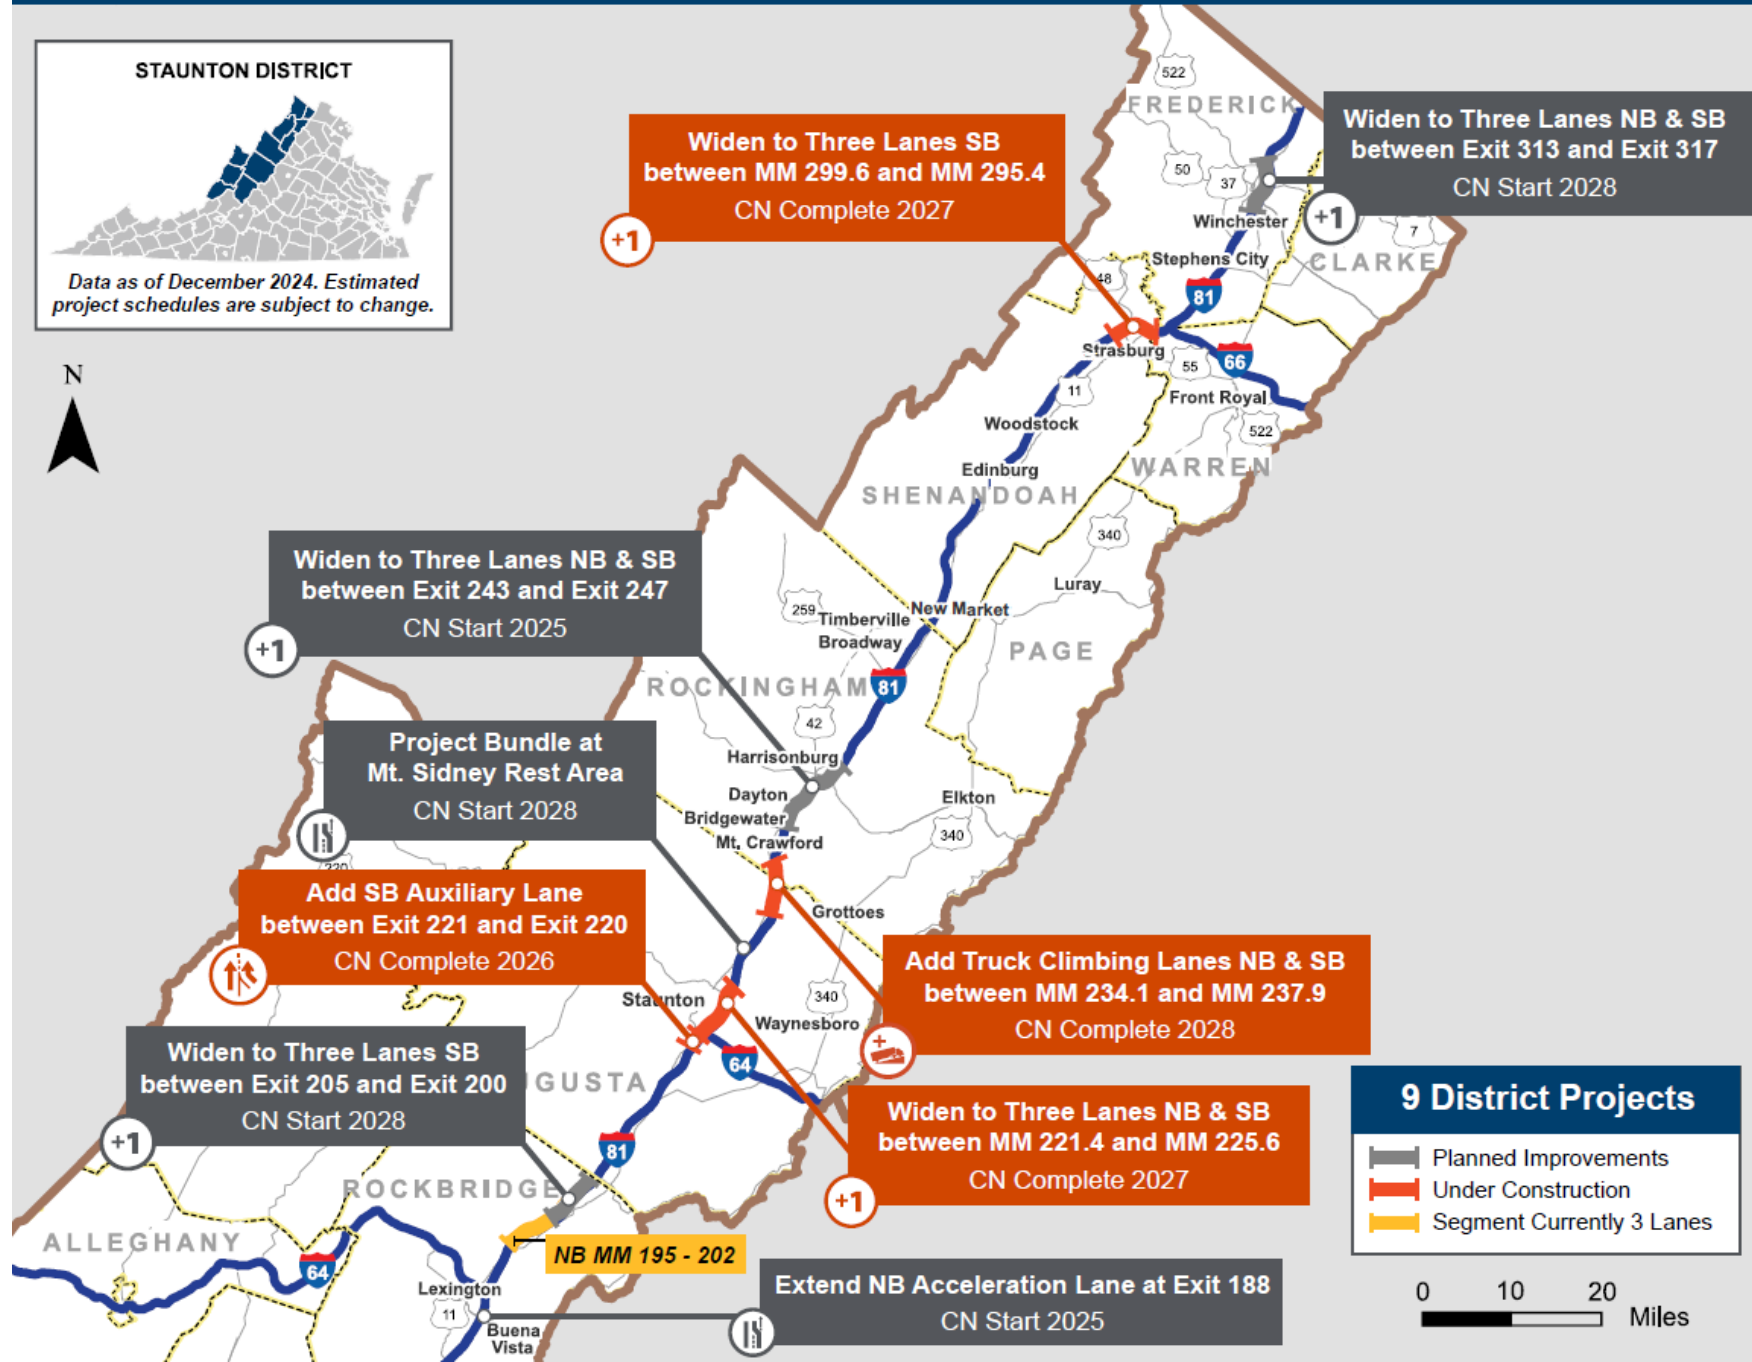 STAUNTON DISTRICT
Data as of December 2024. Estimated
project schedules are subject to change.
N
Widen to Three Lanes SB
between MM 299.6 and MM 295.4
CN Complete 2027
+1
Widen to Three Lanes NB & SB
between Exit 313 and Exit 317
CN Start 2028
+1
522
FREDERICK
50
37
Winchester
7
Stephens City
CLARKE
48
81
Strasburg
55
66
11
Front Royal
Woodstock
522
Edinburg
WARREN
SHENANDOAH
340
Luray
Widen to Three Lanes NB & SB
between Exit 243 and Exit 247
CN Start 2025
+1
259
Timberville
New Market
Broadway
PAGE
ROCKINGHAM
81
42
Harrisonburg
Dayton
Elkton
Bridgewater
340
Mt. Crawford
Project Bundle at
Mt. Sidney Rest Area
CN Start 2028
220
Add SB Auxiliary Lane
between Exit 221 and Exit 220
CN Complete 2026
Grottoes
Add Truck Climbing Lanes NB & SB
between MM 234.1 and MM 237.9
CN Complete 2028
+
Staunton
340
Waynesboro
64
Widen to Three Lanes SB
between Exit 205 and Exit 200
CN Start 2028
+1
UGUSTA
81
Widen to Three Lanes NB & SB
between MM 221.4 and MM 225.6
CN Complete 2027
+1
ROCKBRIDGE
ALLEGHANY
64
NB MM 195 - 202
Lexington
11
Buena
Vista
Extend NB Acceleration Lane at Exit 188
CN Start 2025
9 District Projects
Planned Improvements
Under Construction
Segment Currently 3 Lanes
0 10 20
Miles